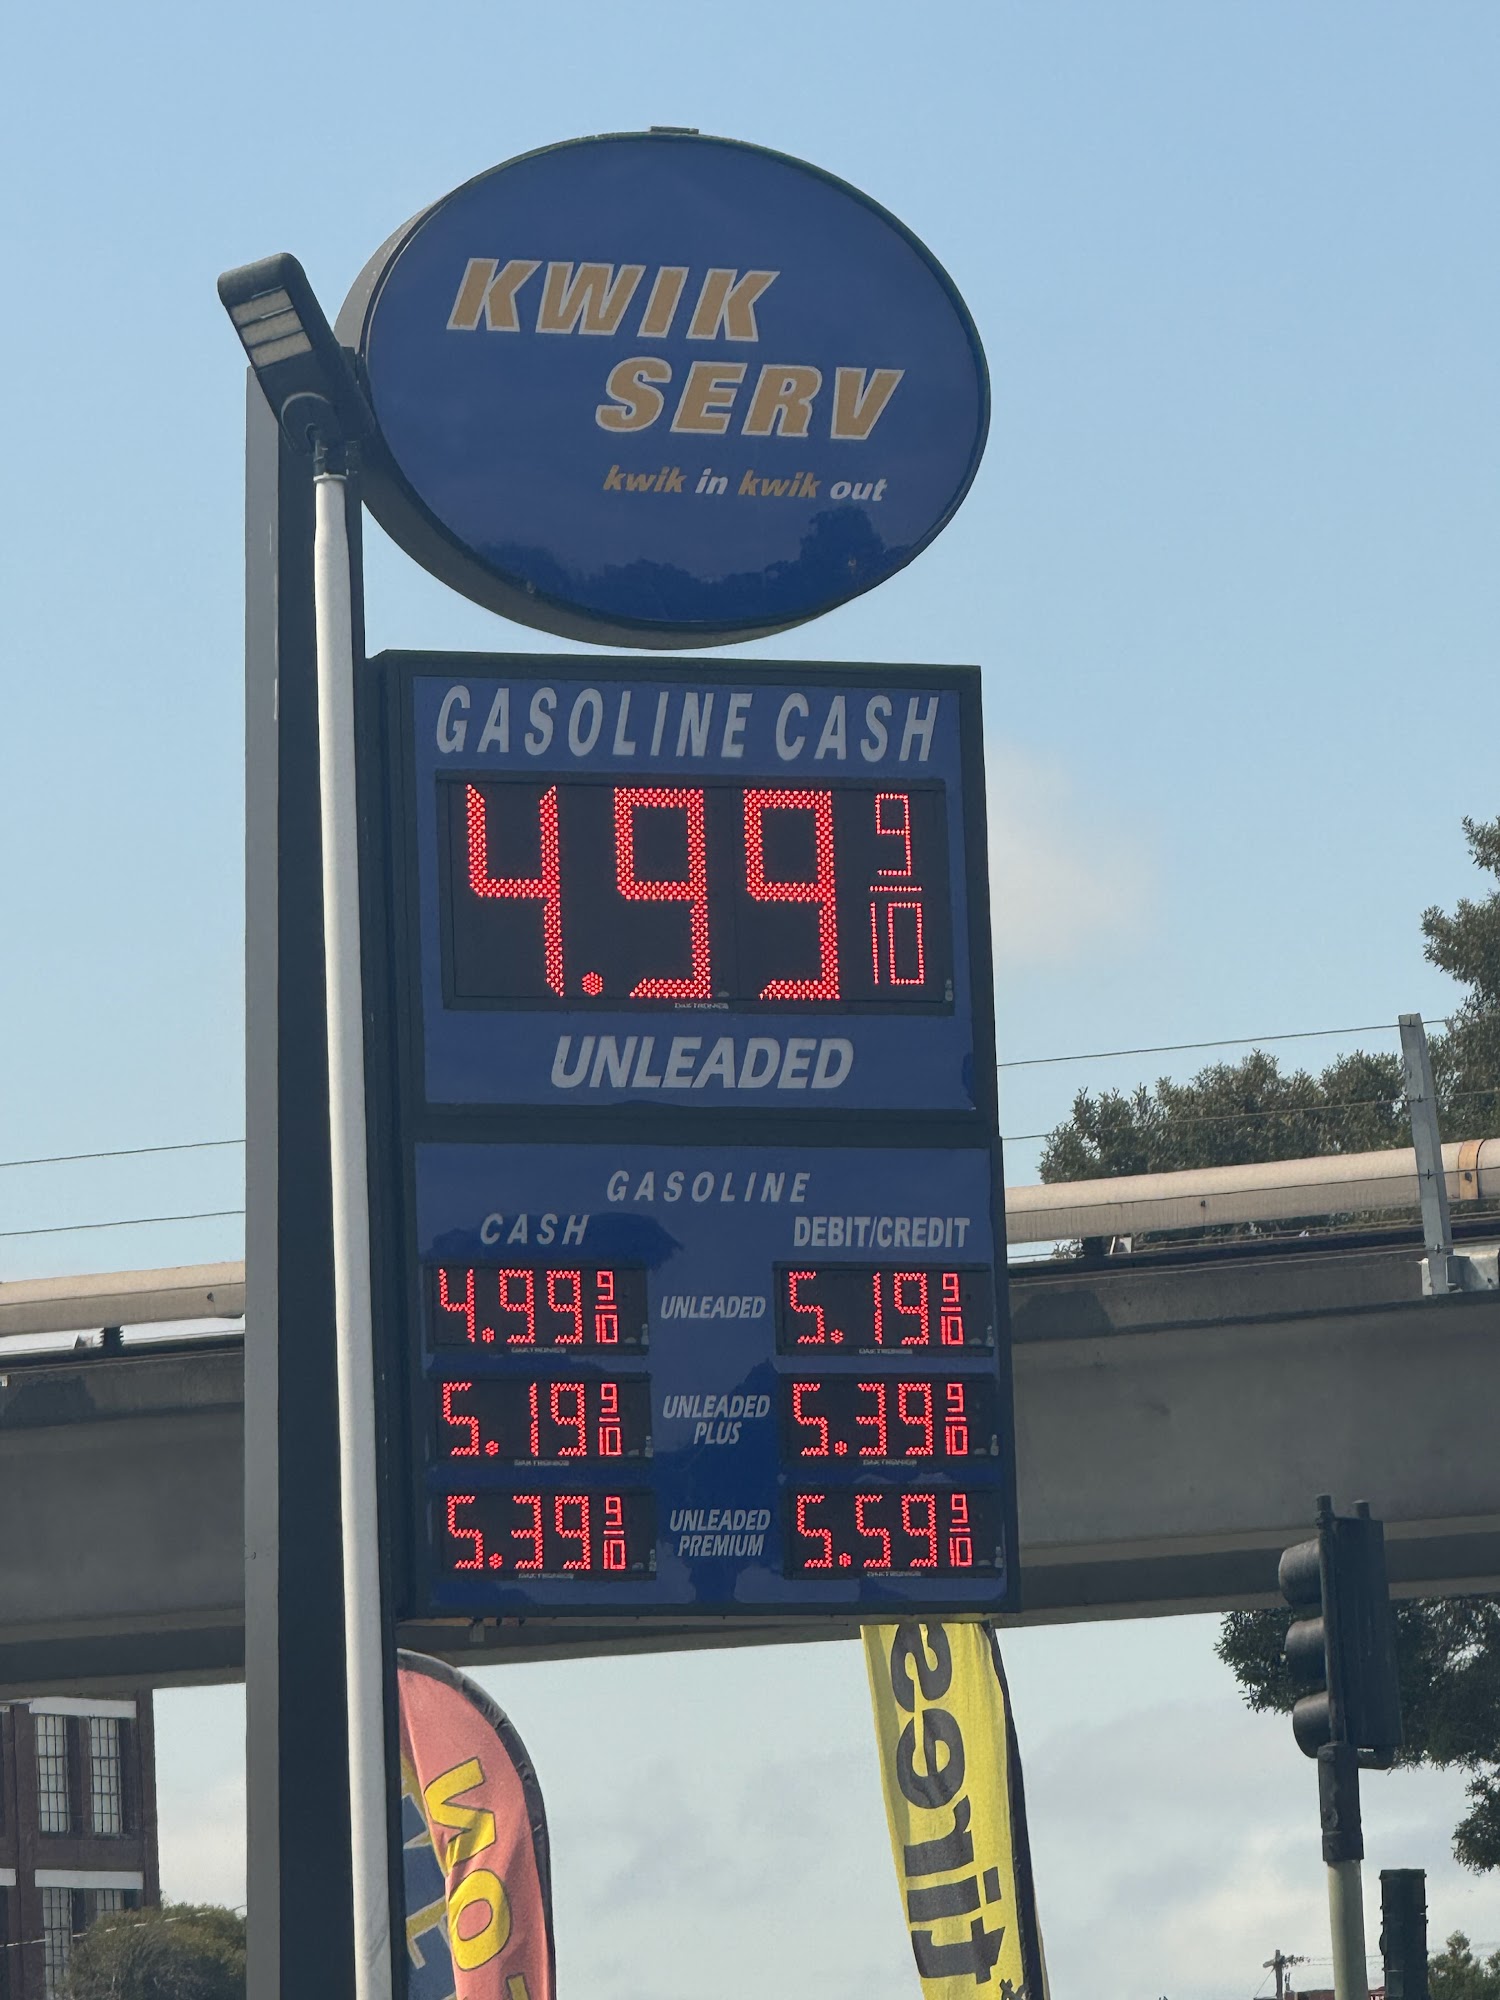 KWIK
SERV
kwik in kwik out
GASOLINE CASH
4.99 9/10
UNLEADED
GASOLINE
CASH DEBIT/CREDIT
4.99 9/10 UNLEADED 5.19 9/10
5.19 9/10 UNLEADED PLUS 5.39 9/10
5.39 9/10 UNLEADED PREMIUM 5.59 9/10